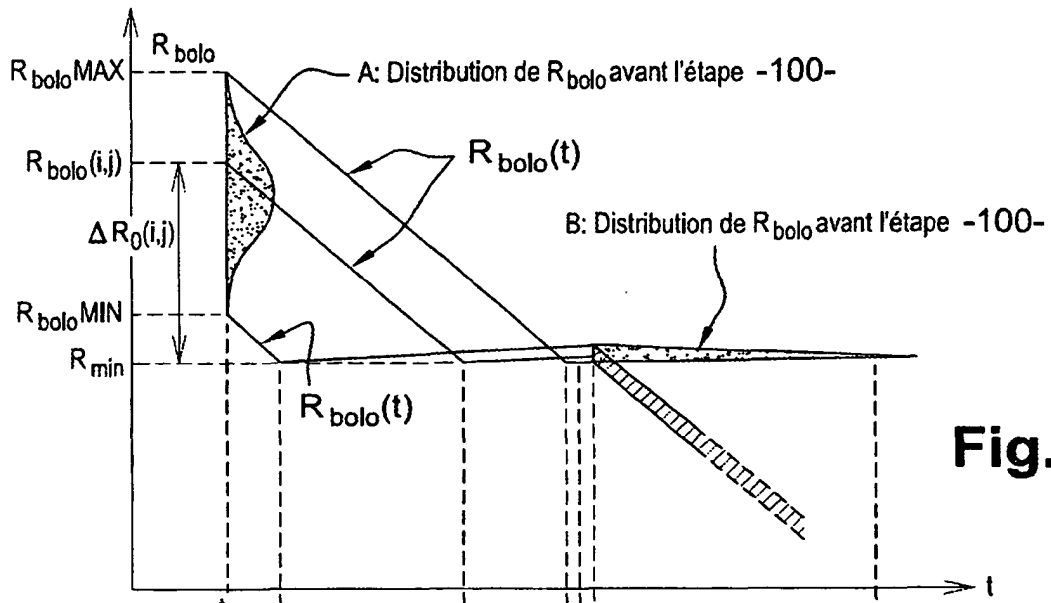 R bolo
R bolo MAX
A: Distribution de R bolo avant l'étape -100-
R bolo (i,j)
R bolo (t)
Δ R 0 (i,j)
B: Distribution de R bolo avant l'étape -100-
R bolo MIN
R min
R bolo (t)
Fig.
t